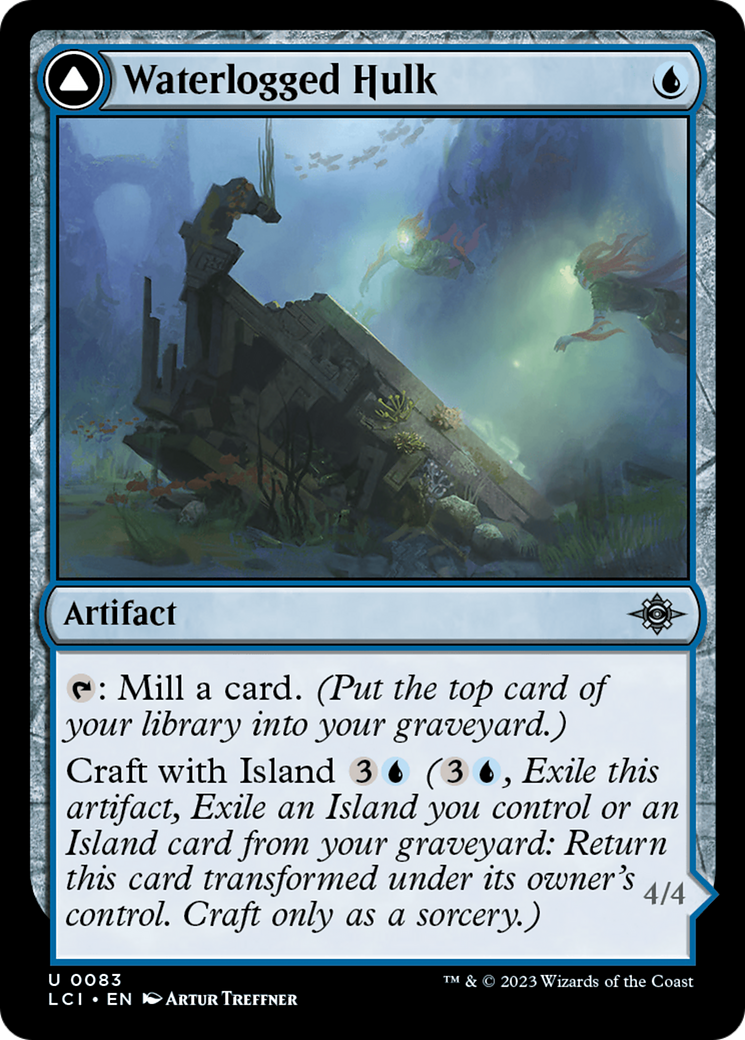 Waterlogged Hulk
Artifact
: Mill a card. (Put the top card of
your library into your graveyard.)
Craft with Island 3 (3, Exile this
artifact, Exile an Island you control or an
Island card from your graveyard: Return
this card transformed under its owner's
control. Craft only as a sorcery.)
4/4
U 0083
LCI • EN Artur Treffner
™ & © 2023 Wizards of the Coast